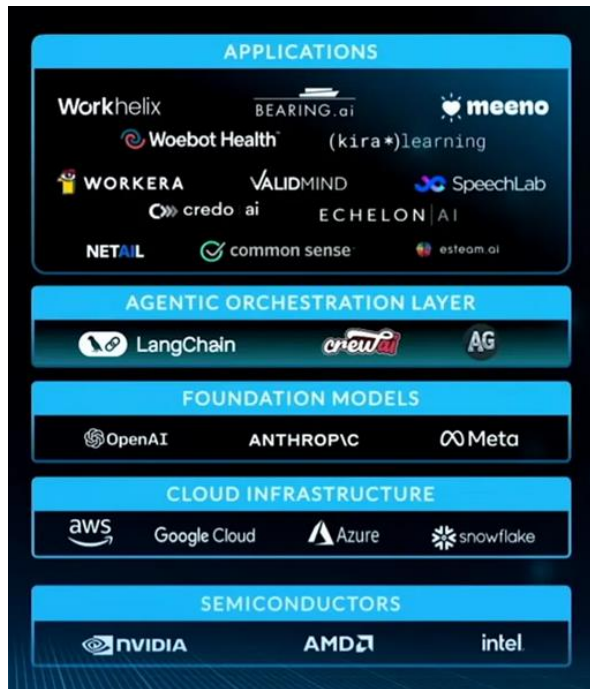 APPLICATIONS
Workhelix BEARING.ai meeno
Woebot Health (kira*)learning
WORKERA VALIDMIND SpeechLab
credo ai ECHELON|AI
NETAIL common sense esteam.ai
AGENTIC ORCHESTRATION LAYER
LangChain crewai AG
FOUNDATION MODELS
OpenAI ANTHROP\C Meta
CLOUD INFRASTRUCTURE
aws Google Cloud Azure snowflake
SEMICONDUCTORS
NVIDIA AMD intel